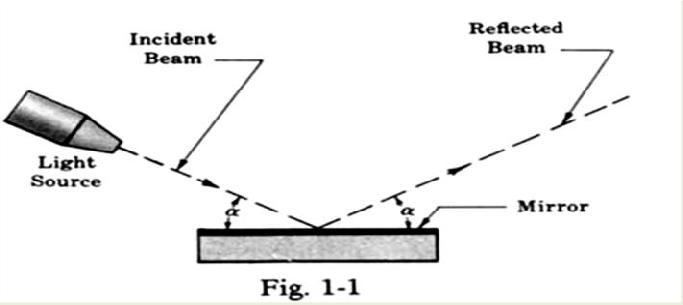 Incident
Beam
Reflected
Beam
Light
Source
α
α
Mirror
Fig. 1-1